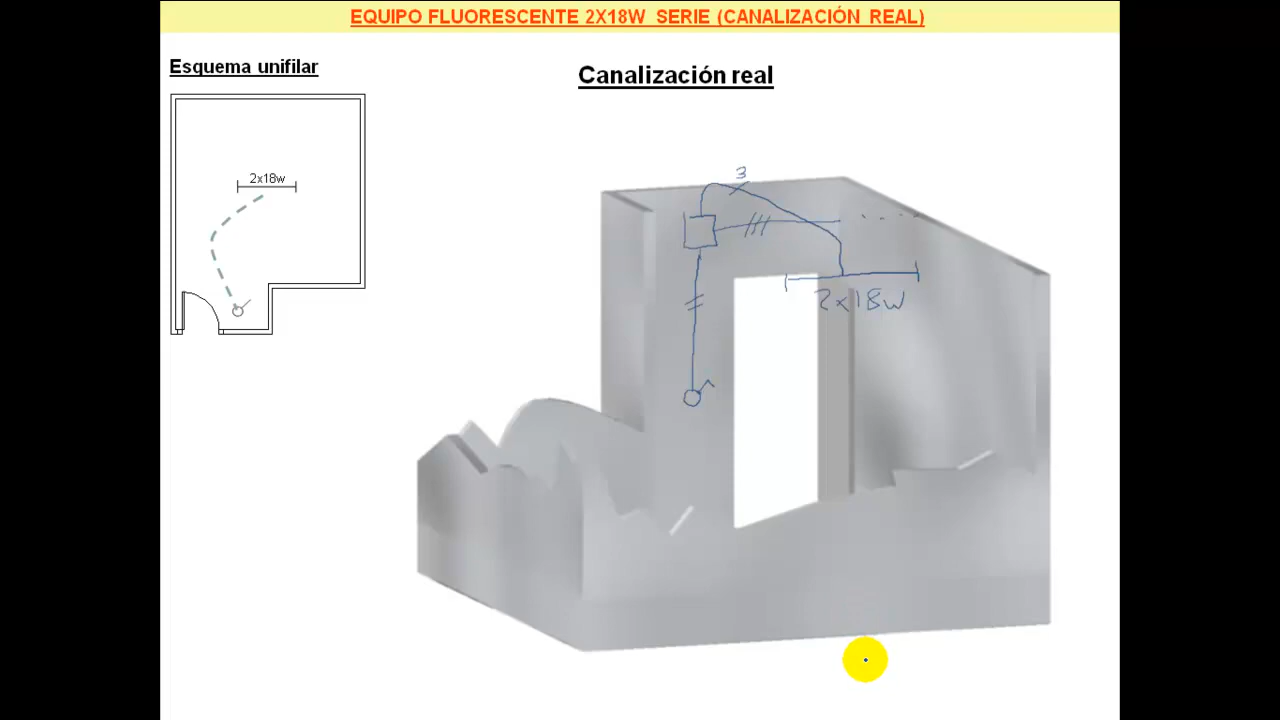 EQUIPO FLUORESCENTE 2X18W SERIE (CANALIZACIÓN REAL)
Esquema unifilar
Canalización real
2x18w
3
2x18w